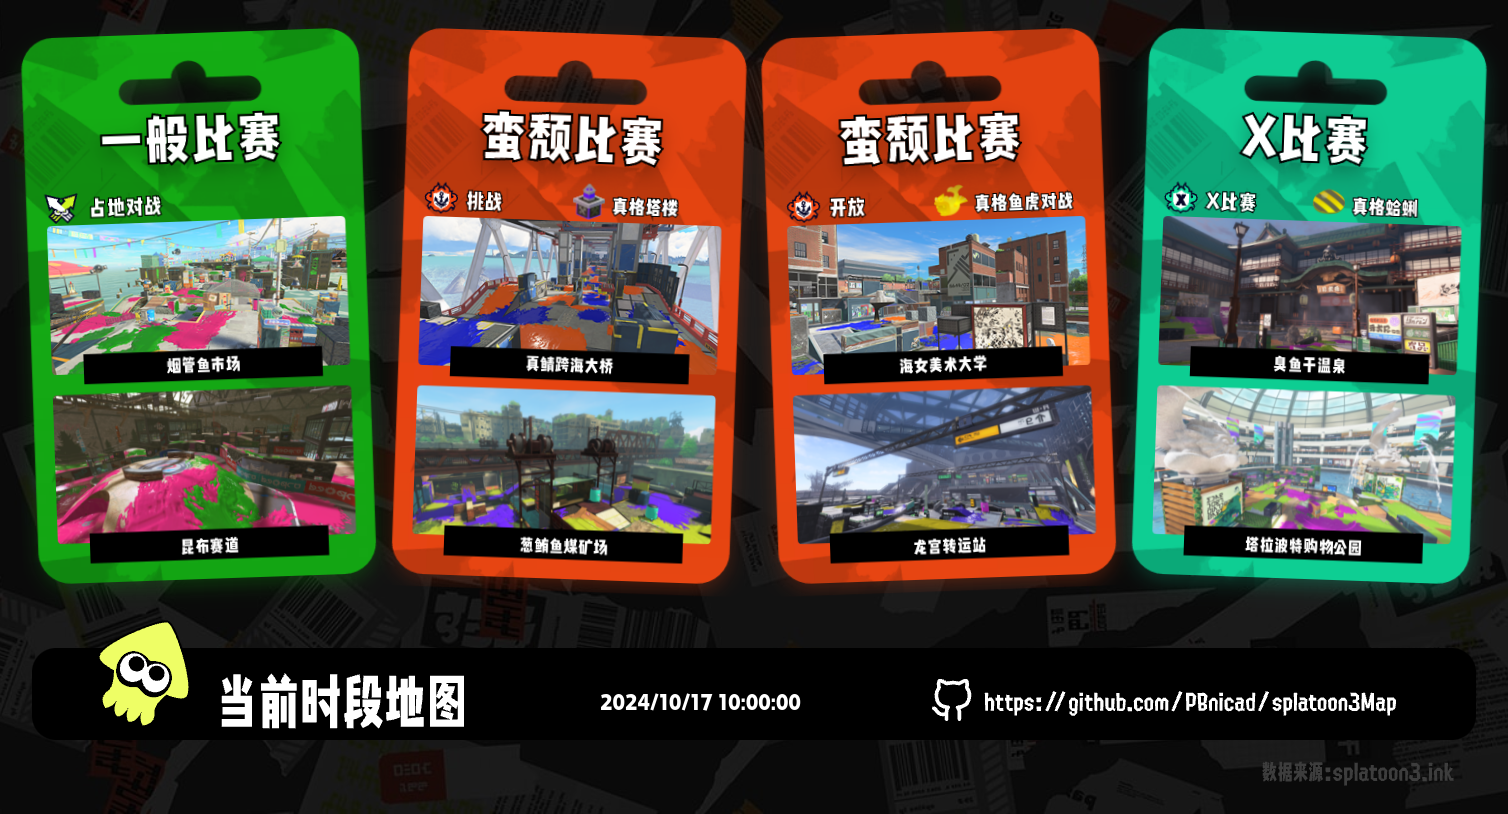 一般比赛
占地对战
烟管鱼市场
昆布赛道
蛮颓比赛
挑战
真格塔楼
真鲷跨海大桥
葱鲔鱼煤矿场
蛮颓比赛
开放
真格鱼虎对战
海女美术大学
龙宫转运站
X比赛
X比赛
真格蛤蜊
臭鱼干温泉
塔拉波特购物公园
当前时段地图
2024/10/17 10:00:00
https://github.com/PBnicad/splatoon3Map
数据来源:splatoon3.ink